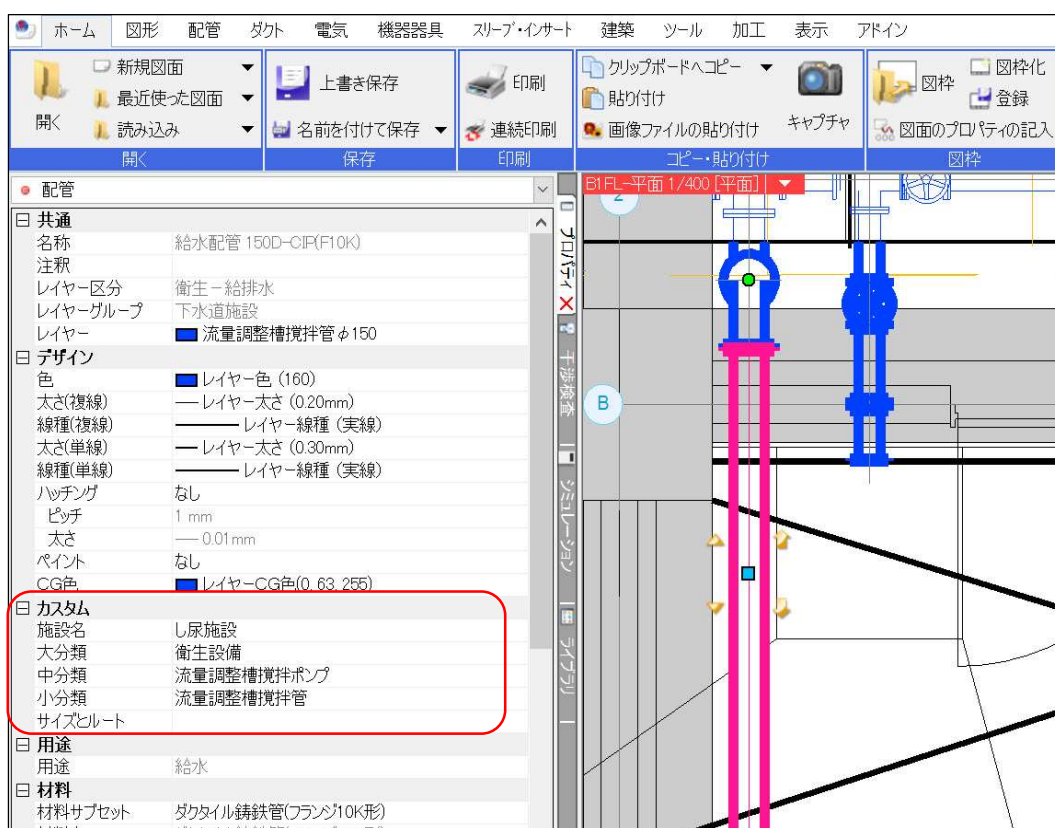 ホーム 図形 配管 ダクト 電気 機器器具 スリーブ・インサート 建築 ツール 加工 表示 アドイン
開く
新規図面
最近使った図面
読み込み
開く
上書き保存
名前を付けて保存
保存
印刷
連続印刷
印刷
クリップボードへコピー
貼り付け
画像ファイルの貼り付け
キャプチャ
コピー・貼り付け
図枠
図枠化
登録
図面のプロパティの記入
図枠
配管
共通
名称 給水配管 150D-CIP(F10K)
注釈
レイヤー区分 衛生-給排水
レイヤーグループ 下水道施設
レイヤー 流量調整槽撹拌管φ150
デザイン
色 レイヤー色 (160)
太さ(複線) レイヤー太さ (0.20mm)
線種(複線) レイヤー線種 (実線)
太さ(単線) レイヤー太さ (0.30mm)
線種(単線) レイヤー線種 (実線)
ハッチング なし
ピッチ 1 mm
太さ 0.01mm
ペイント なし
CG色 レイヤーCG色(0, 63, 255)
カスタム
施設名 し尿施設
大分類 衛生設備
中分類 流量調整槽撹拌ポンプ
小分類 流量調整槽撹拌管
サイズとルート
用途
用途 給水
材料
材料サブセット ダクタイル鋳鉄管(フランジ10K形)
プロパティ
干渉検査
シミュレーション
ライブラリ
B1FL-平面 1/400 [平面]
2
B